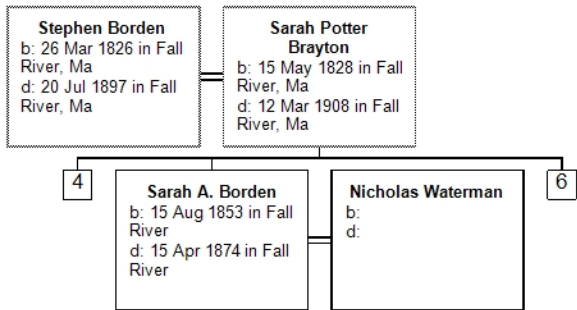 Stephen Borden
b: 26 Mar 1826 in Fall
River, Ma
d: 20 Jul 1897 in Fall
River, Ma
Sarah Potter
Brayton
b: 15 May 1828 in Fall
River, Ma
d: 12 Mar 1908 in Fall
River, Ma
4
Sarah A. Borden
b: 15 Aug 1853 in Fall
River
d: 15 Apr 1874 in Fall
River
Nicholas Waterman
b:
d:
6